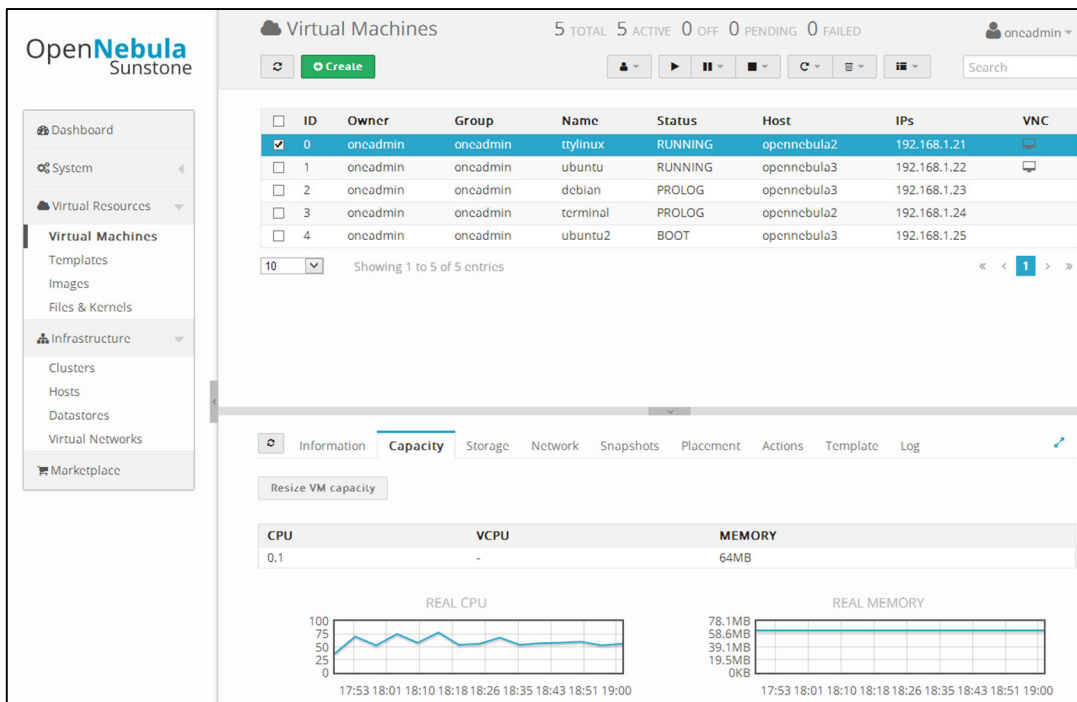 OpenNebula
Sunstone
Dashboard
System
Virtual Resources
Virtual Machines
Templates
Images
Files & Kernels
Infrastructure
Clusters
Hosts
Datastores
Virtual Networks
Marketplace
Virtual Machines 5 TOTAL 5 ACTIVE 0 OFF 0 PENDING 0 FAILED oneadmin
Create Search
ID Owner Group Name Status Host IPs VNC
0 oneadmin oneadmin ttylinux RUNNING opennebula2 192.168.1.21
1 oneadmin oneadmin ubuntu RUNNING opennebula3 192.168.1.22
2 oneadmin oneadmin debian PROLOG opennebula3 192.168.1.23
3 oneadmin oneadmin terminal PROLOG opennebula2 192.168.1.24
4 oneadmin oneadmin ubuntu2 BOOT opennebula3 192.168.1.25
10 Showing 1 to 5 of 5 entries « < 1 > »
Information Capacity Storage Network Snapshots Placement Actions Template Log
Resize VM capacity
CPU VCPU MEMORY
0.1 - 64MB
REAL CPU
100
75
50
25
0
17:53 18:01 18:10 18:18 18:26 18:35 18:43 18:51 19:00
REAL MEMORY
78.1MB
58.6MB
39.1MB
19.5MB
0KB
17:53 18:01 18:10 18:18 18:26 18:35 18:43 18:51 19:00